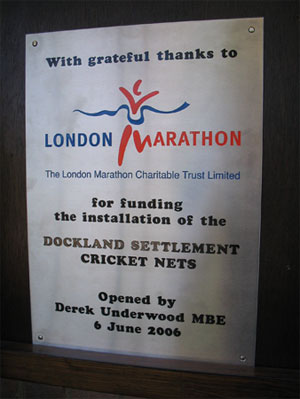 With grateful thanks to
LONDON MARATHON
The London Marathon Charitable Trust Limited
for funding
the installation of the
DOCKLAND SETTLEMENT
CRICKET NETS
Opened by
Derek Underwood MBE
6 June 2006